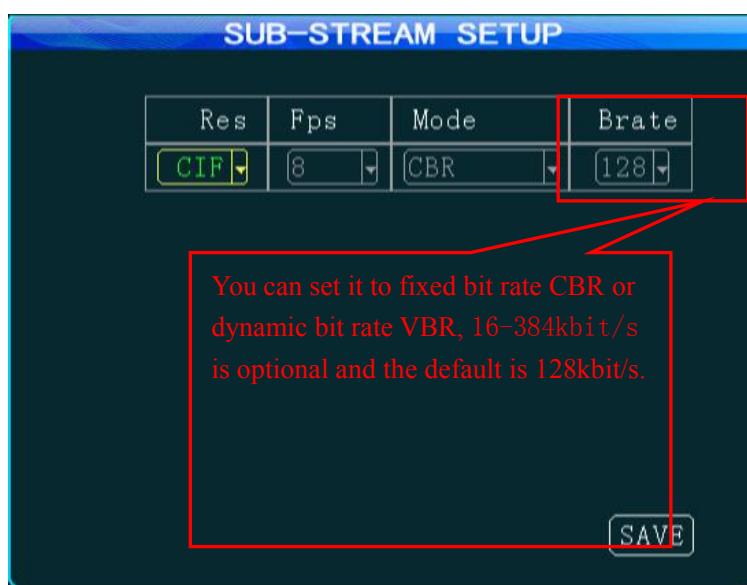 SUB-STREAM SETUP
Res Fps Mode Brate
CIF 8 CBR 128
You can set it to fixed bit rate CBR or
dynamic bit rate VBR, 16-384kbit/s
is optional and the default is 128kbit/s.
SAVE